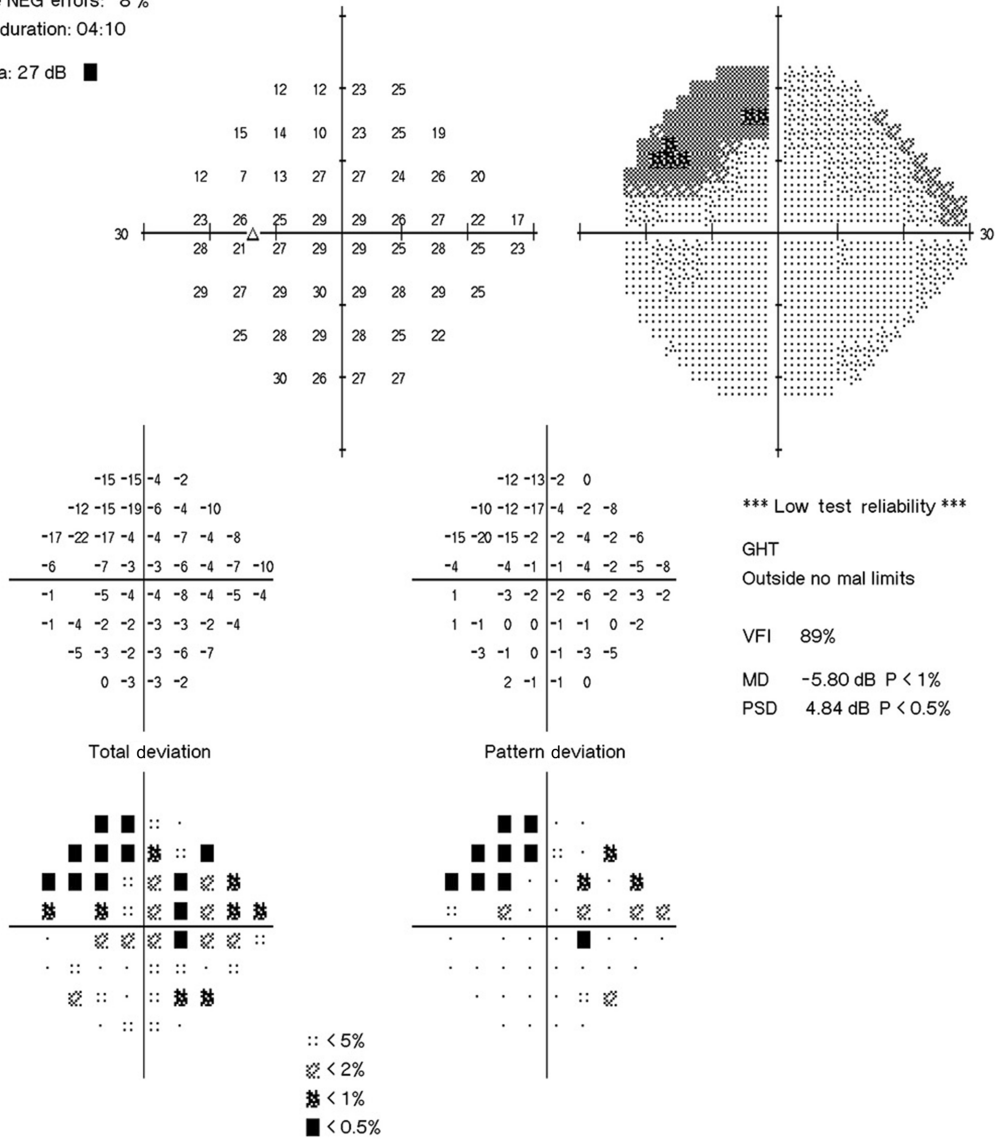 NEG errors: 8 %
duration: 04:10
a: 27 dB
12 12 23 25
15 14 10 23 25 19
12 7 13 27 27 24 26 20
23 26 25 29 29 26 27 22 17
30 30
28 21 27 29 29 25 28 25 23
29 27 29 30 29 28 29 25
25 28 29 28 25 22
30 26 27 27
-15 -15 -4 -2
-12 -15 -19 -6 -4 -10
-17 -22 -17 -4 -4 -7 -4 -8
-6 -7 -3 -3 -6 -4 -7 -10
-1 -5 -4 -4 -8 -4 -5 -4
-1 -4 -2 -2 -3 -3 -2 -4
-5 -3 -2 -3 -6 -7
0 -3 -3 -2
Total deviation
-12 -13 -2 0
-10 -12 -17 -4 -2 -8
-15 -20 -15 -2 -2 -4 -2 -6
-4 -4 -1 -1 -4 -2 -5 -8
1 -3 -2 -2 -6 -2 -3 -2
1 -1 0 0 -1 -1 0 -2
-3 -1 0 -1 -3 -5
2 -1 -1 0
Pattern deviation
*** Low test reliability ***
GHT
Outside no mal limits
VFI 89%
MD -5.80 dB P < 1%
PSD 4.84 dB P < 0.5%
< 5%
< 2%
< 1%
< 0.5%